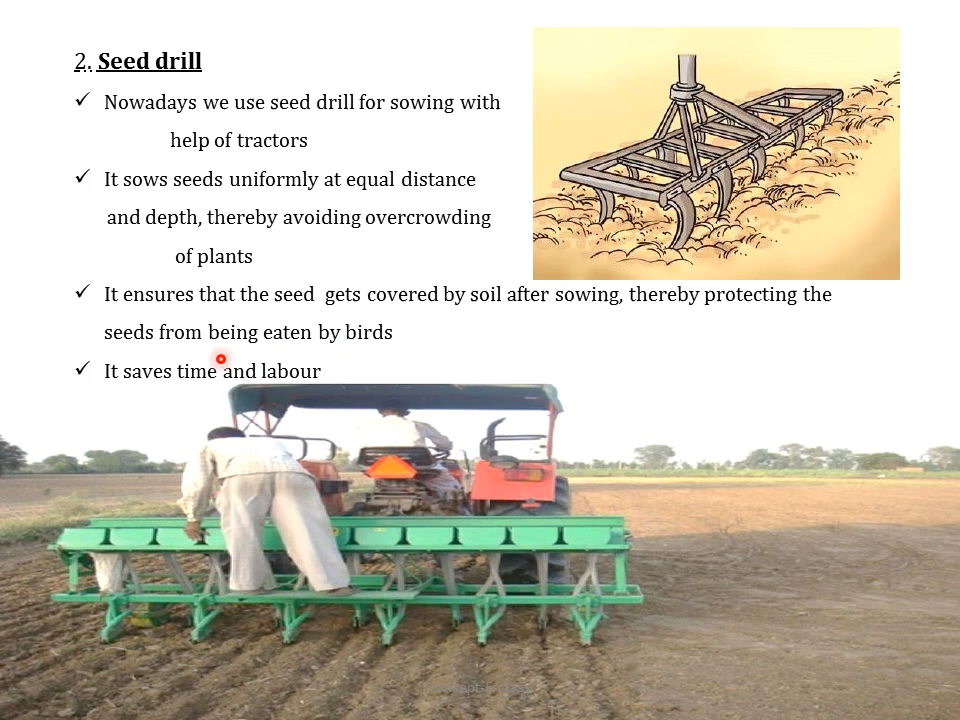 2. Seed drill
✓ Nowadays we use seed drill for sowing with
help of tractors
✓ It sows seeds uniformly at equal distance
and depth, thereby avoiding overcrowding
of plants
✓ It ensures that the seed gets covered by soil after sowing, thereby protecting the
seeds from being eaten by birds
✓ It saves time and labour